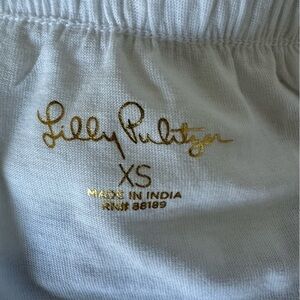 Lilly Pulitzer
XS
MADE IN INDIA
RN# 88189